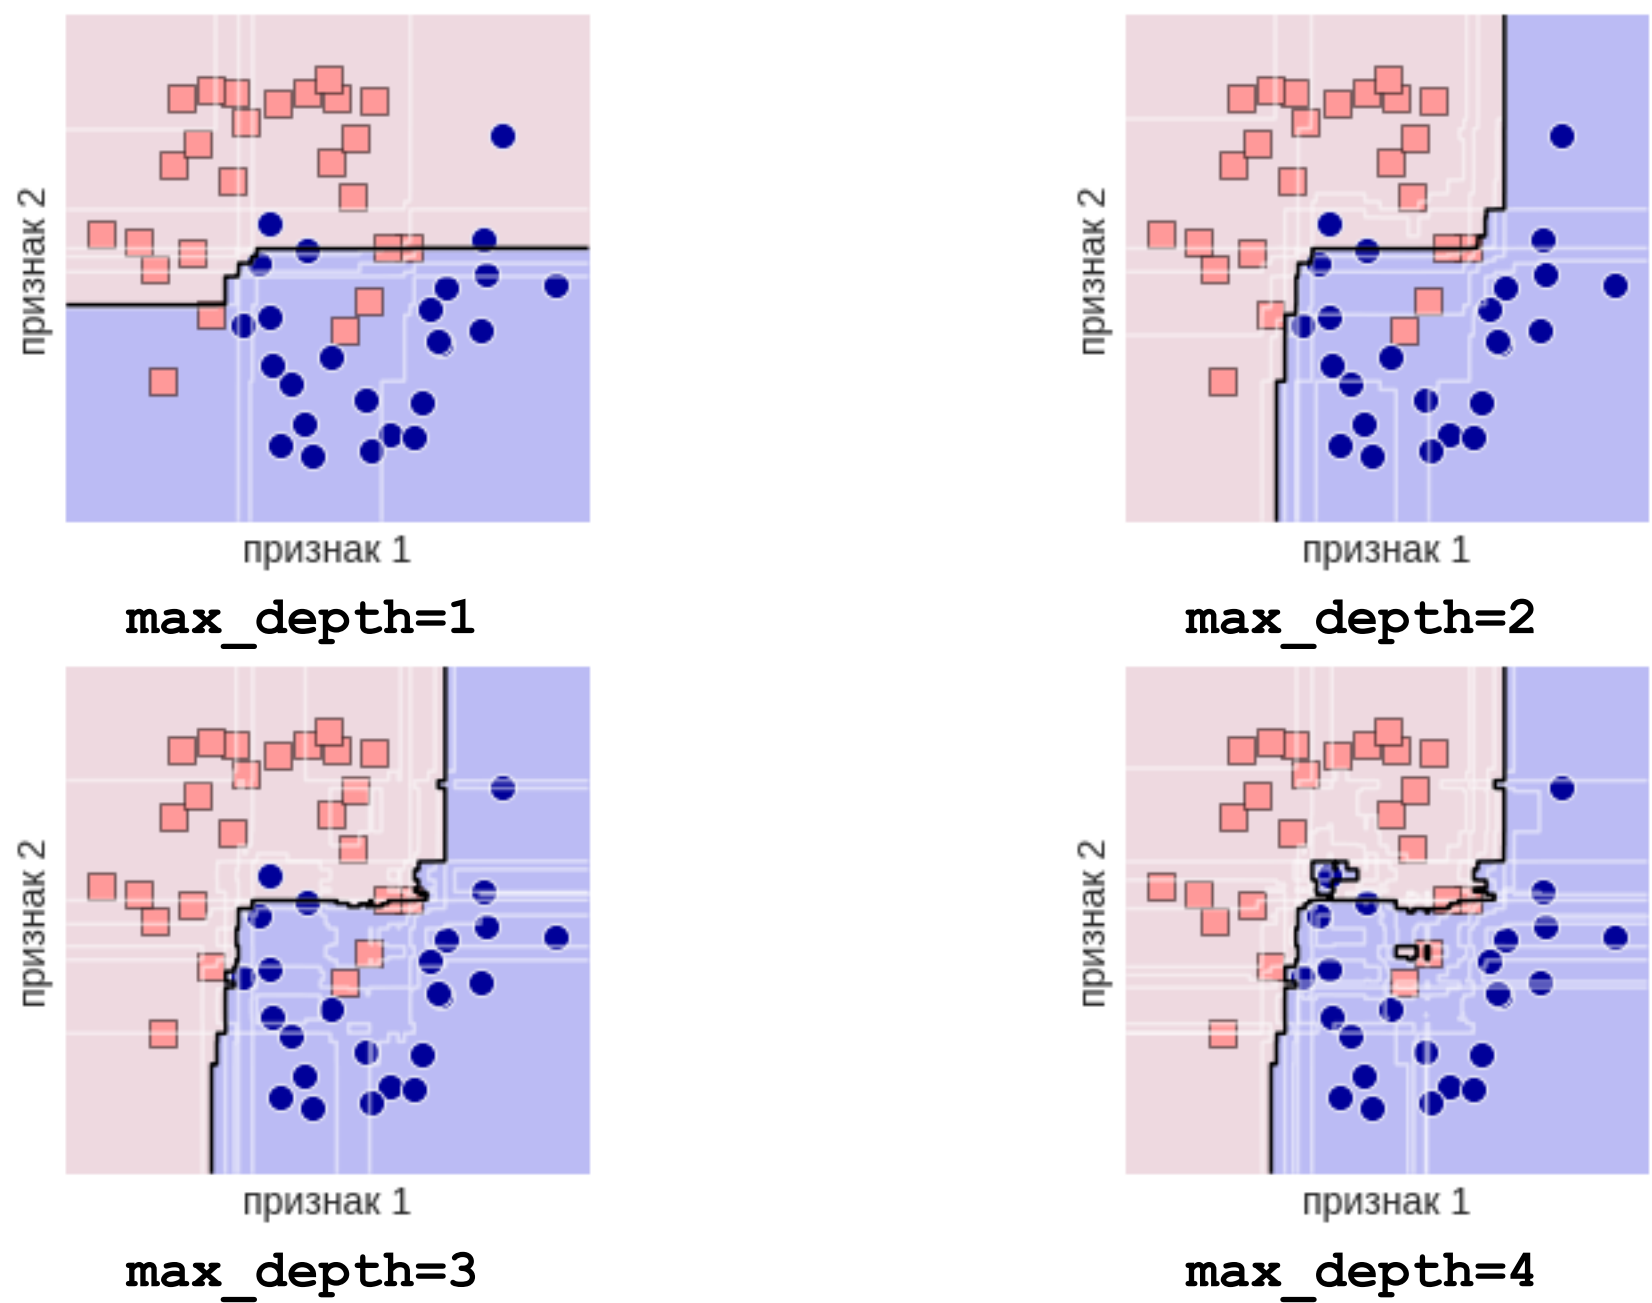 признак 2
признак 1
max_depth=1
признак 2
признак 1
max_depth=2
признак 2
признак 1
max_depth=3
признак 2
признак 1
max_depth=4